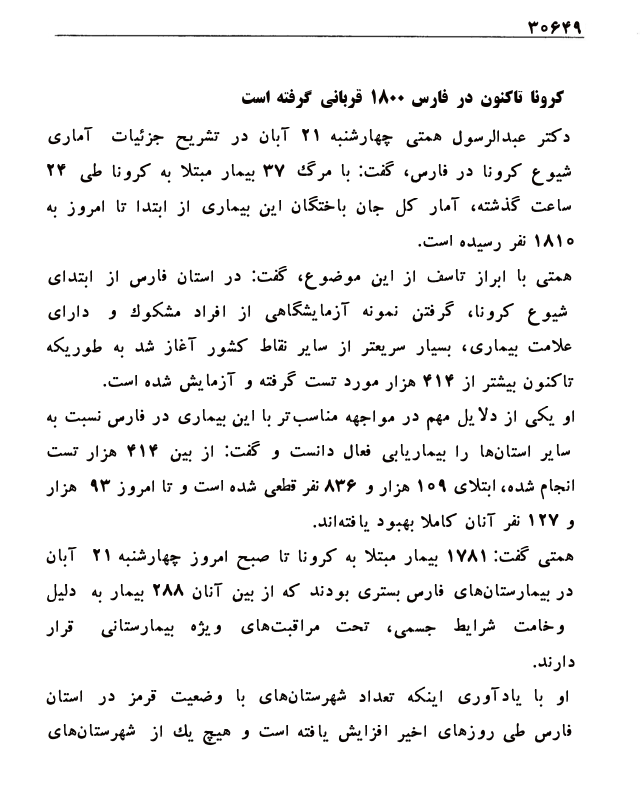 ۳۰۶۴۹
کرونا تاکنون در فارس ۱۸۰۰ قربانی گرفته است
دکتر عبدالرسول همتی چهارشنبه ۲۱ آبان در تشریح جزئیات آماری
شیوع کرونا در فارس، گفت: با مرگ ۳۷ بیمار مبتلا به کرونا طی ۲۴
ساعت گذشته، آمار کل جان باختگان این بیماری از ابتدا تا امروز به
۱۸۱۰ نفر رسیده است.
همتی با ابراز تاسف از این موضوع، گفت: در استان فارس از ابتدای
شیوع کرونا، گرفتن نمونه آزمایشگاهی از افراد مشکوك و دارای
علامت بیماری، بسیار سریعتر از سایر نقاط کشور آغاز شد به طوریکه
تاکنون بیشتر از ۴۱۴ هزار مورد تست گرفته و آزمایش شده است.
او یکی از دلایل مهم در مواجهه مناسب‌تر با این بیماری در فارس نسبت به
سایر استان‌ها را بیماریابی فعال دانست و گفت: از بین ۴۱۴ هزار تست
انجام شده، ابتلای ۱۰۹ هزار و ۸۳۶ نفر قطعی شده است و تا امروز ۹۳ هزار
و ۱۲۷ نفر آنان کاملا بهبود یافته‌اند.
همتی گفت: ۱۷۸۱ بیمار مبتلا به کرونا تا صبح امروز چهارشنبه ۲۱ آبان
در بیمارستان‌های فارس بستری بودند که از بین آنان ۲۸۸ بیمار به دلیل
وخامت شرایط جسمی، تحت مراقبت‌های ویژه بیمارستانی قرار
دارند.
او با یادآوری اینکه تعداد شهرستان‌های با وضعیت قرمز در استان
فارس طی روزهای اخیر افزایش یافته است و هیچ یك از شهرستان‌های